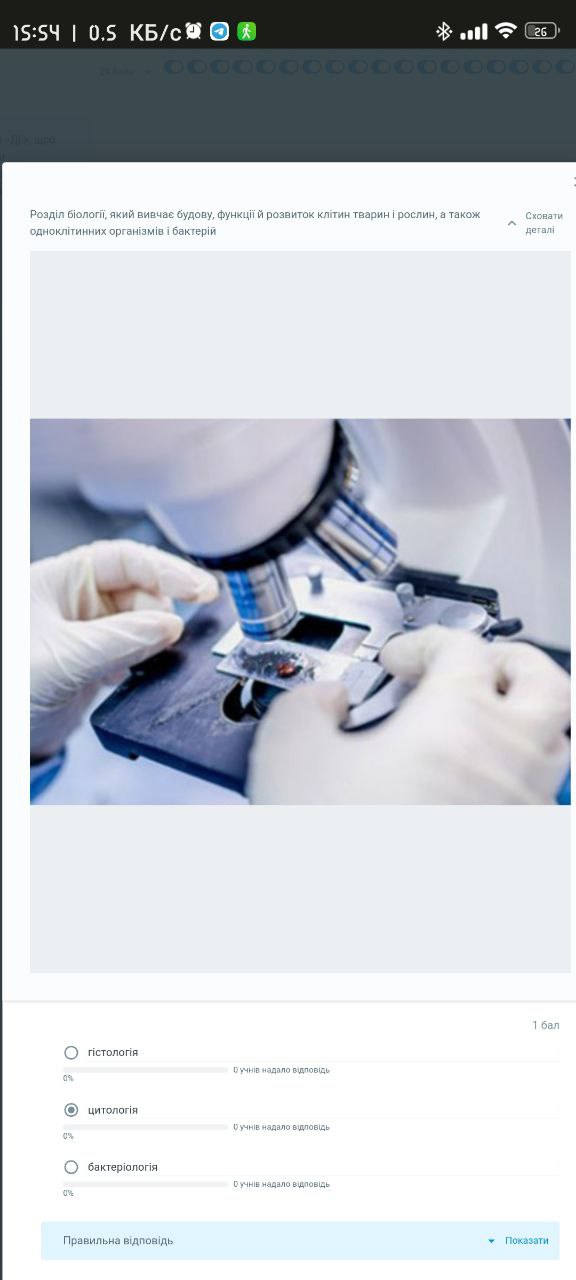 15:54 | 0.5 КБ/с
26
Розділ біології, який вивчає будову, функції й розвиток клітин тварин і рослин, а також
одноклітинних організмів і бактерій
Сховати
деталі
1 бал
гістологія
0 учнів надало відповідь
0%
цитологія
0 учнів надало відповідь
0%
бактеріологія
0 учнів надало відповідь
0%
Правильна відповідь
Показати